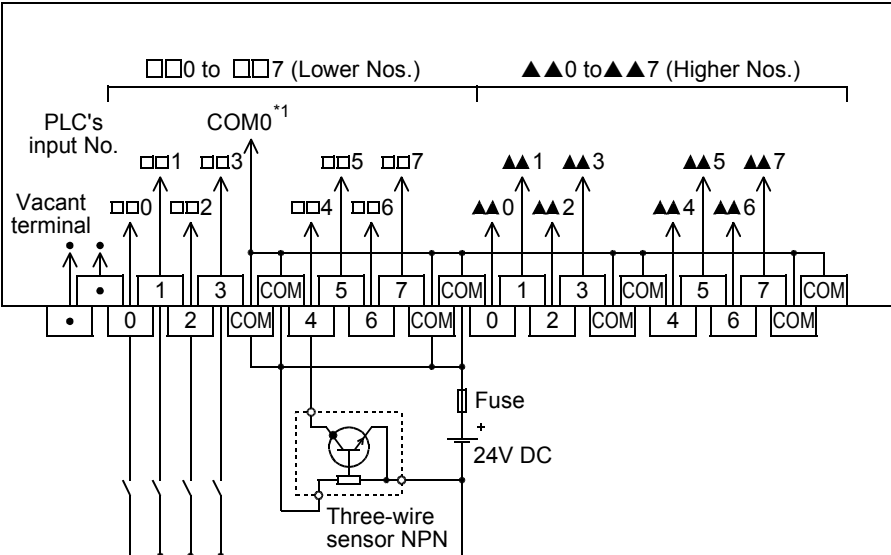 □□0 to □□7 (Lower Nos.)
▲▲0 to▲▲7 (Higher Nos.)
PLC's
input No.
COM0*1
□□1
□□3
□□5
□□7
▲▲1
▲▲3
▲▲5
▲▲7
Vacant
terminal
□□0
□□2
□□4
□□6
▲▲0
▲▲2
▲▲4
▲▲6
• 1 3 COM 5 7 COM 1 3 COM 5 7 COM
• 0 2 COM 4 6 COM 0 2 COM 4 6 COM
Fuse
+
24V DC
Three-wire
sensor NPN